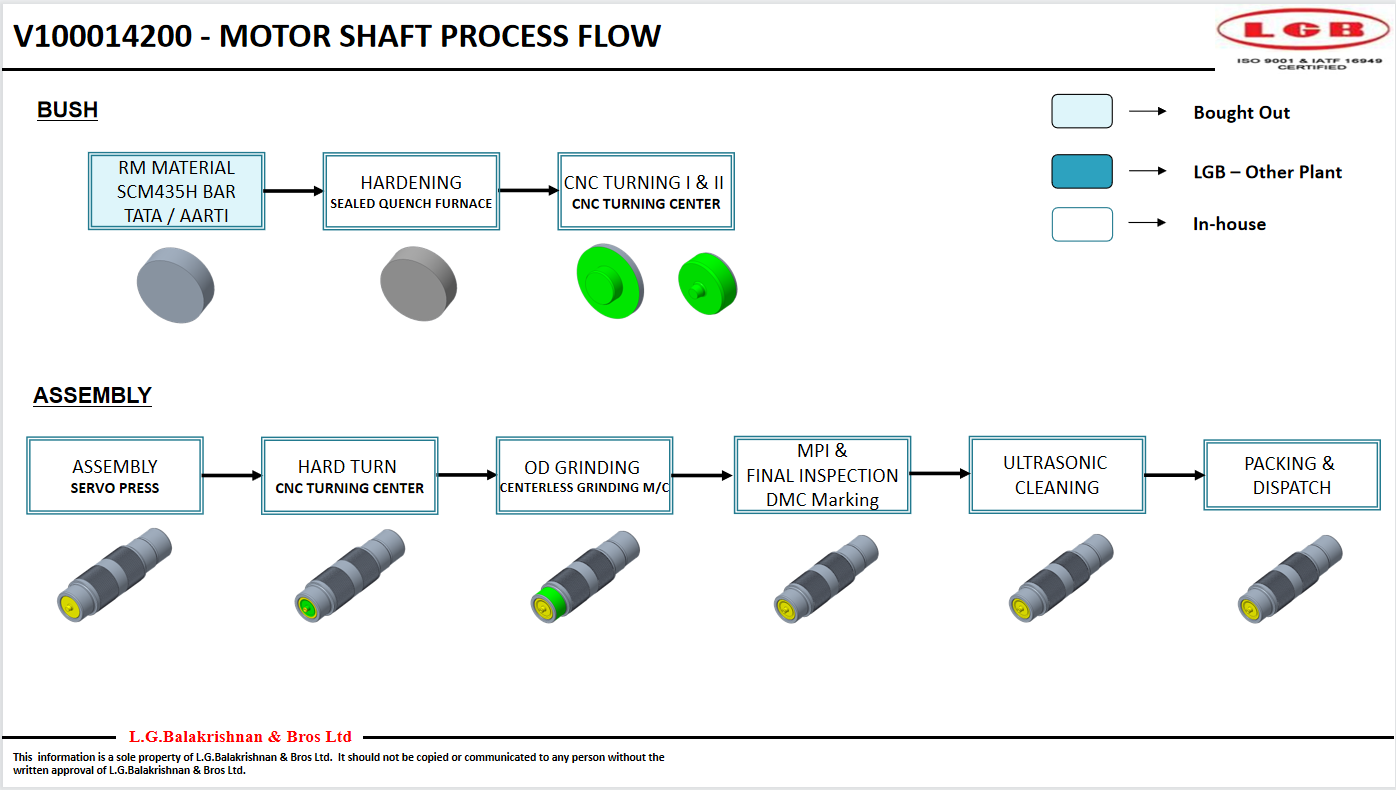 V100014200 - MOTOR SHAFT PROCESS FLOW
LGB
ISO 9001 & IATF 16949
CERTIFIED
BUSH
RM MATERIAL
SCM435H BAR
TATA / AARTI
HARDENING
SEALED QUENCH FURNACE
CNC TURNING I & II
CNC TURNING CENTER
Bought Out
LGB – Other Plant
In-house
ASSEMBLY
ASSEMBLY
SERVO PRESS
HARD TURN
CNC TURNING CENTER
OD GRINDING
CENTERLESS GRINDING M/C
MPI &
FINAL INSPECTION
DMC Marking
ULTRASONIC
CLEANING
PACKING &
DISPATCH
L.G.Balakrishnan & Bros Ltd
This information is a sole property of L.G.Balakrishnan & Bros Ltd. It should not be copied or communicated to any person without the
written approval of L.G.Balakrishnan & Bros Ltd.